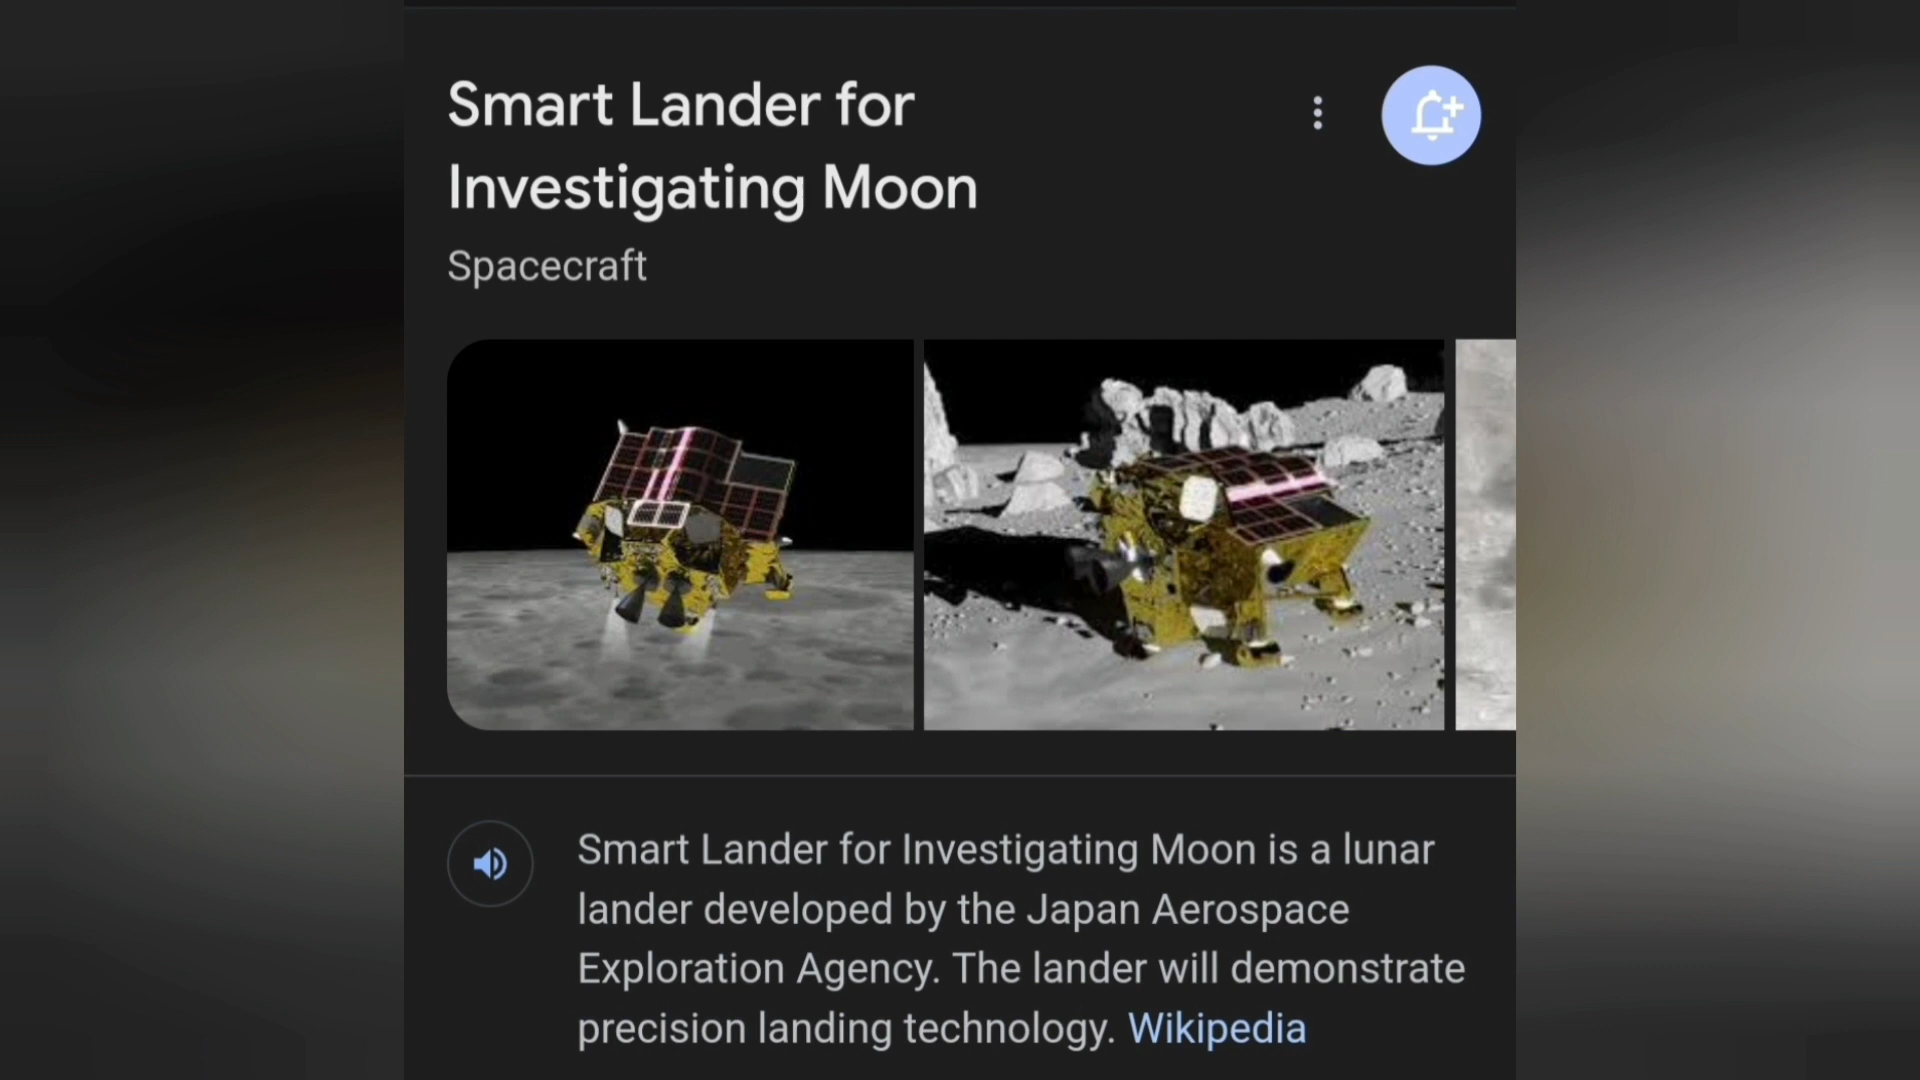 Smart Lander for
Investigating Moon
Spacecraft
Smart Lander for Investigating Moon is a lunar
lander developed by the Japan Aerospace
Exploration Agency. The lander will demonstrate
precision landing technology. Wikipedia